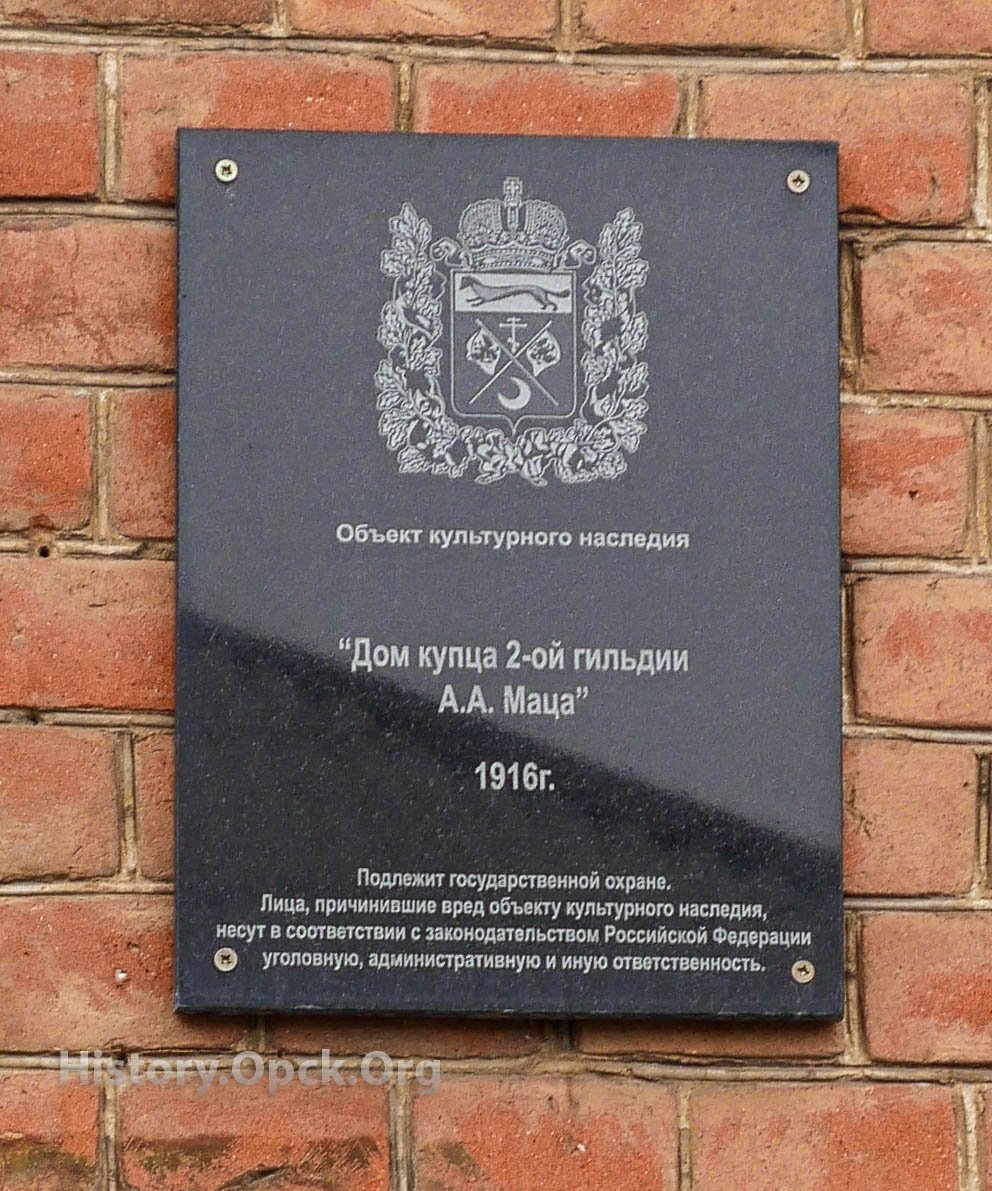 Объект культурного наследия
“Дом купца 2-ой гильдии
А.А. Маца”
1916г.
Подлежит государственной охране.
Лица, причинившие вред объекту культурного наследия,
несут в соответствии с законодательством Российской Федерации
уголовную, административную и иную ответственность.
History.Opck.Org